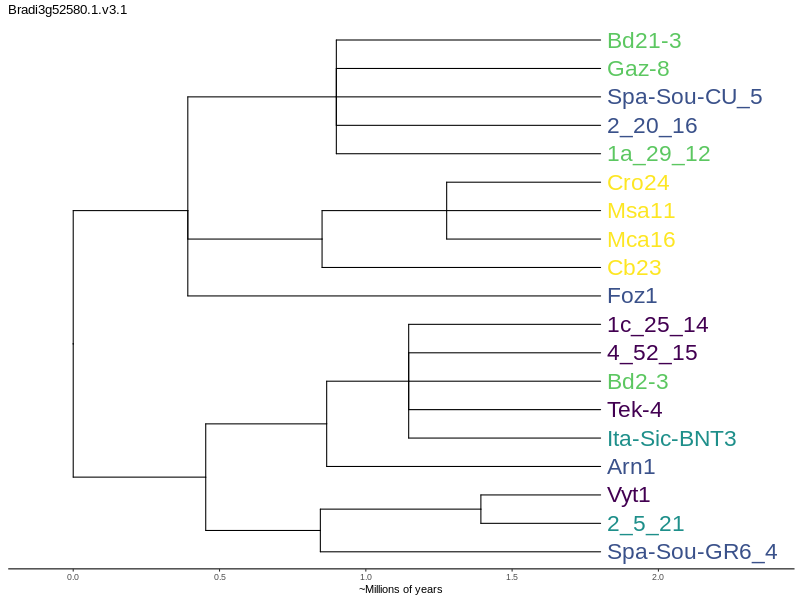 Bradi3g52580.1.v3.1
Bd21-3
Gaz-8
Spa-Sou-CU_5
2_20_16
1a_29_12
Cro24
Msa11
Mca16
Cb23
Foz1
1c_25_14
4_52_15
Bd2-3
Tek-4
Ita-Sic-BNT3
Arn1
Vyt1
2_5_21
Spa-Sou-GR6_4
0.0 0.5 1.0 1.5 2.0
~Millions of years